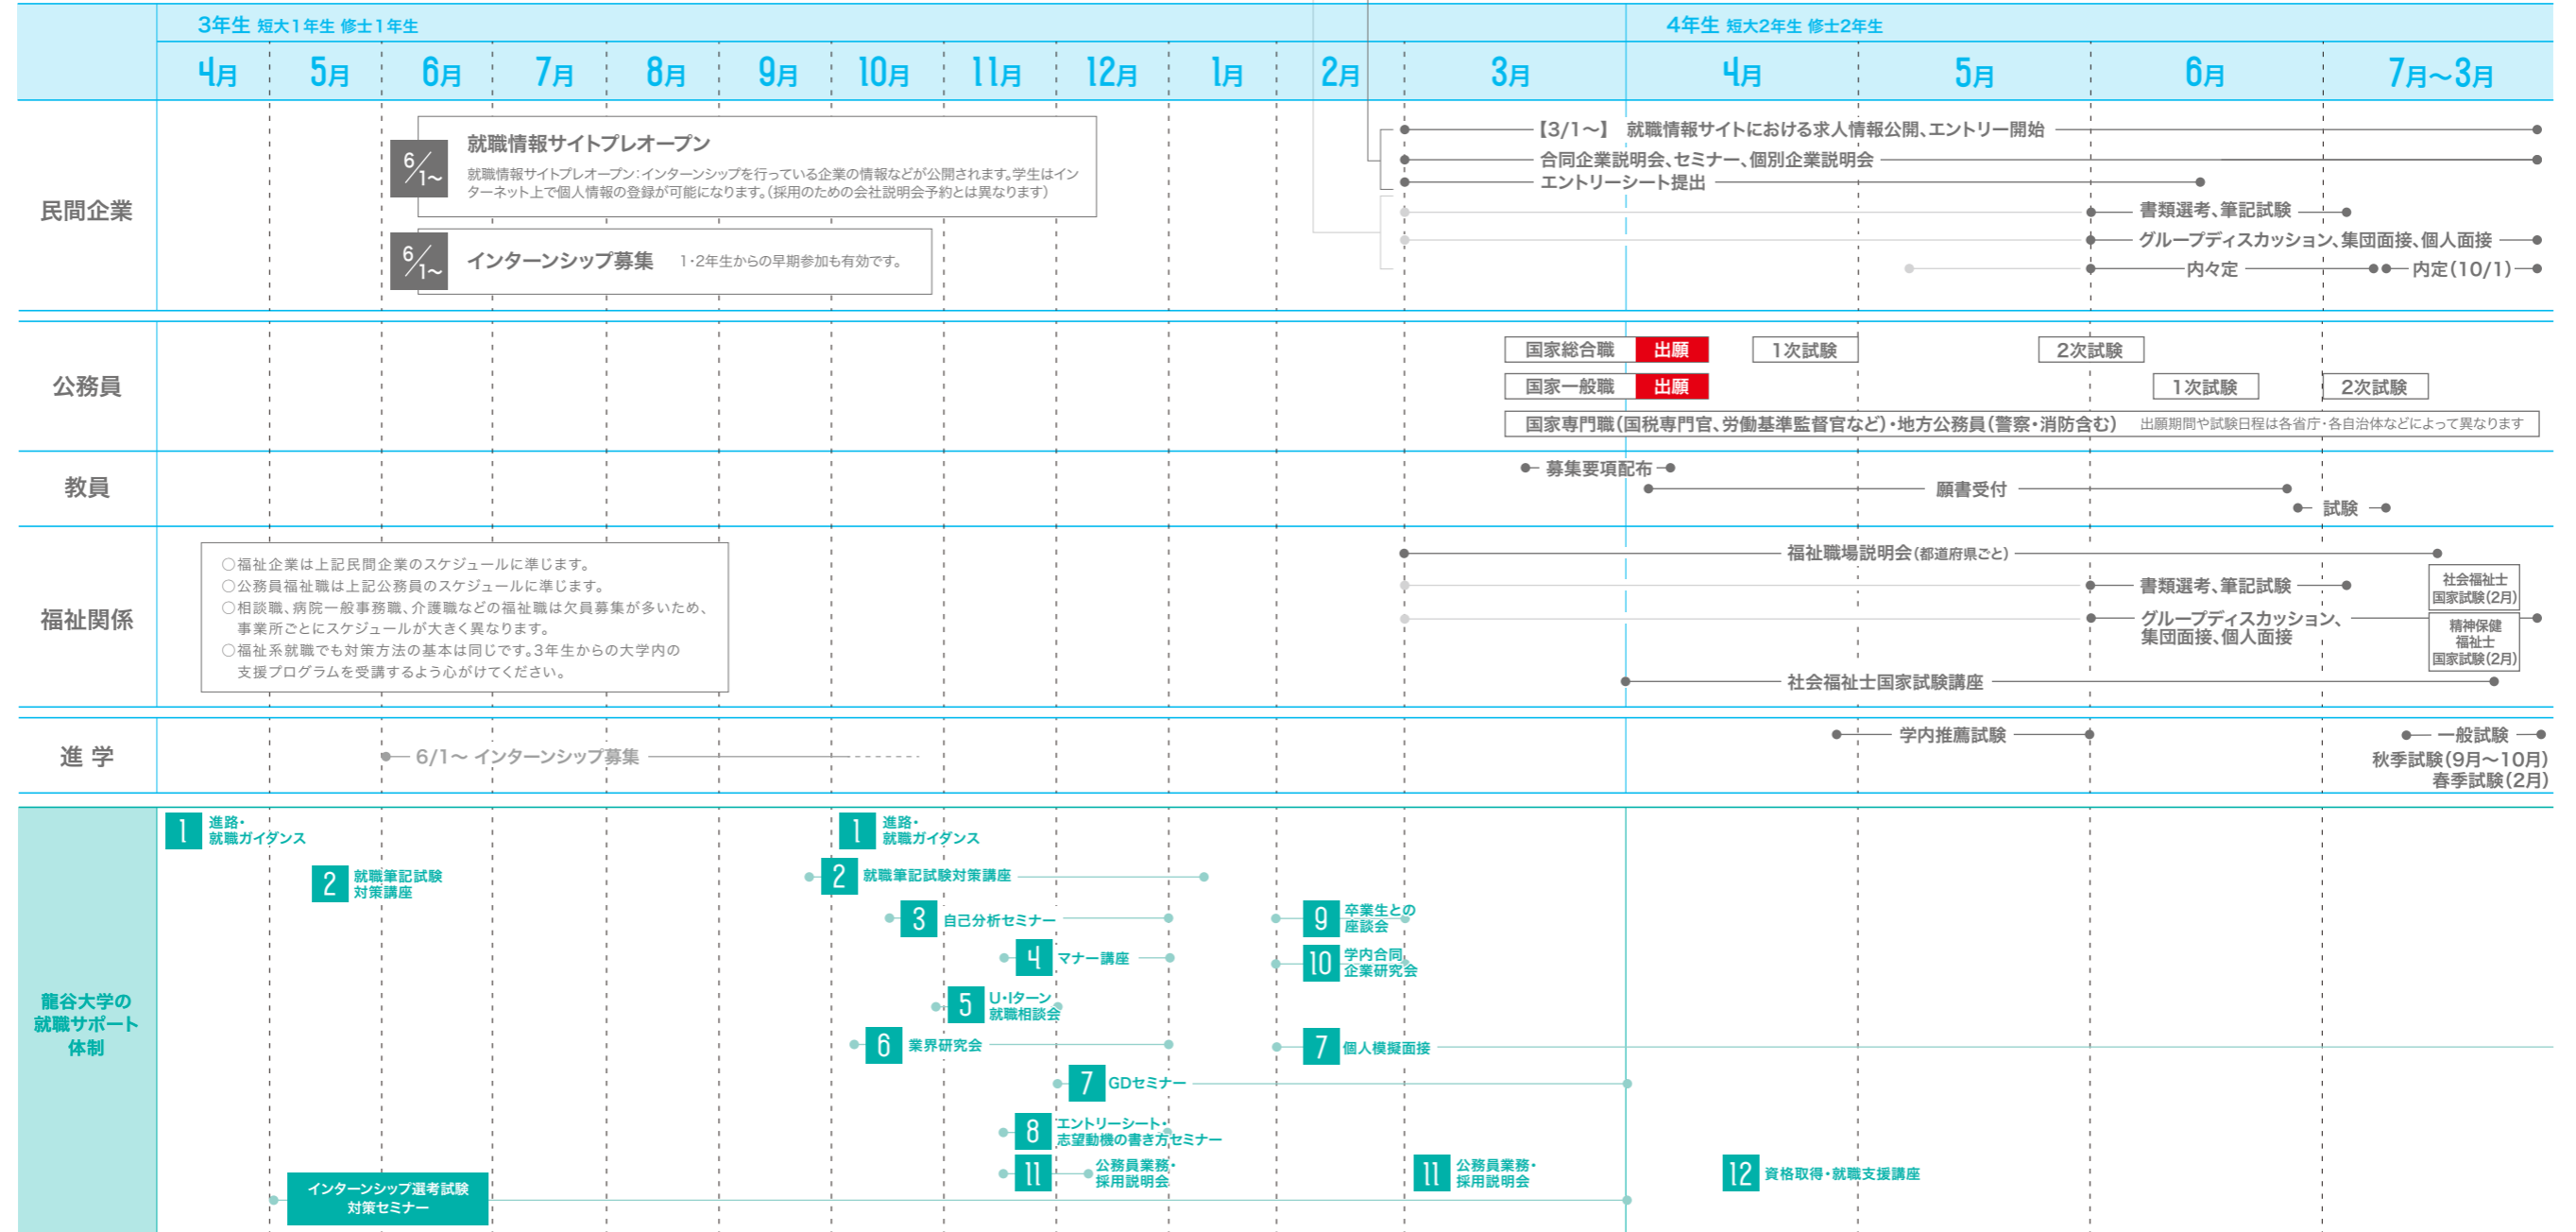 3年生 短大1年生 修士1年生
4年生 短大2年生 修士2年生
4月
5月
6月
7月
8月
9月
10月
11月
12月
1月
2月
3月
4月
5月
6月
7月〜3月
民間企業
6/1〜
就職情報サイトプレオープン
就職情報サイトプレオープン：インターンシップを行っている企業の情報などが公開されます。学生はイン
ターネット上で個人情報の登録が可能になります。（採用のための会社説明会予約とは異なります）
6/1〜
インターンシップ募集 1・2年生からの早期参加も有効です。
【3/1〜】 就職情報サイトにおける求人情報公開、エントリー開始
合同企業説明会、セミナー、個別企業説明会
エントリーシート提出
書類選考、筆記試験
グループディスカッション、集団面接、個人面接
内々定
内定（10/1）
公務員
国家総合職 出願 1次試験 2次試験
国家一般職 出願 1次試験 2次試験
国家専門職（国税専門官、労働基準監督官など）・地方公務員（警察・消防含む） 出願期間や試験日程は各省庁・各自治体などによって異なります
教員
募集要項配布
願書受付
試験
福祉関係
○福祉企業は上記民間企業のスケジュールに準じます。
○公務員福祉職は上記公務員のスケジュールに準じます。
○相談職、病院一般事務職、介護職などの福祉職は欠員募集が多いため、
事業所ごとにスケジュールが大きく異なります。
○福祉系就職でも対策方法の基本は同じです。3年生からの大学内の
支援プログラムを受講するよう心がけてください。
福祉職場説明会（都道府県ごと）
書類選考、筆記試験
グループディスカッション、
集団面接、個人面接
社会福祉士
国家試験（2月）
精神保健
福祉士
国家試験（2月）
社会福祉士国家試験講座
進 学
6/1〜 インターンシップ募集
学内推薦試験
一般試験
秋季試験（9月〜10月）
春季試験（2月）
龍谷大学の
就職サポート
体制
1 進路・
就職ガイダンス
1 進路・
就職ガイダンス
2 就職筆記試験
対策講座
2 就職筆記試験対策講座
3 自己分析セミナー
9 卒業生との
座談会
4 マナー講座
10 学内合同
企業研究会
5 U・Iターン
就職相談会
6 業界研究会
7 個人模擬面接
7 GDセミナー
8 エントリーシート・
志望動機の書き方セミナー
11 公務員業務・
採用説明会
11 公務員業務・
採用説明会
12 資格取得・就職支援講座
インターンシップ選考試験
対策セミナー